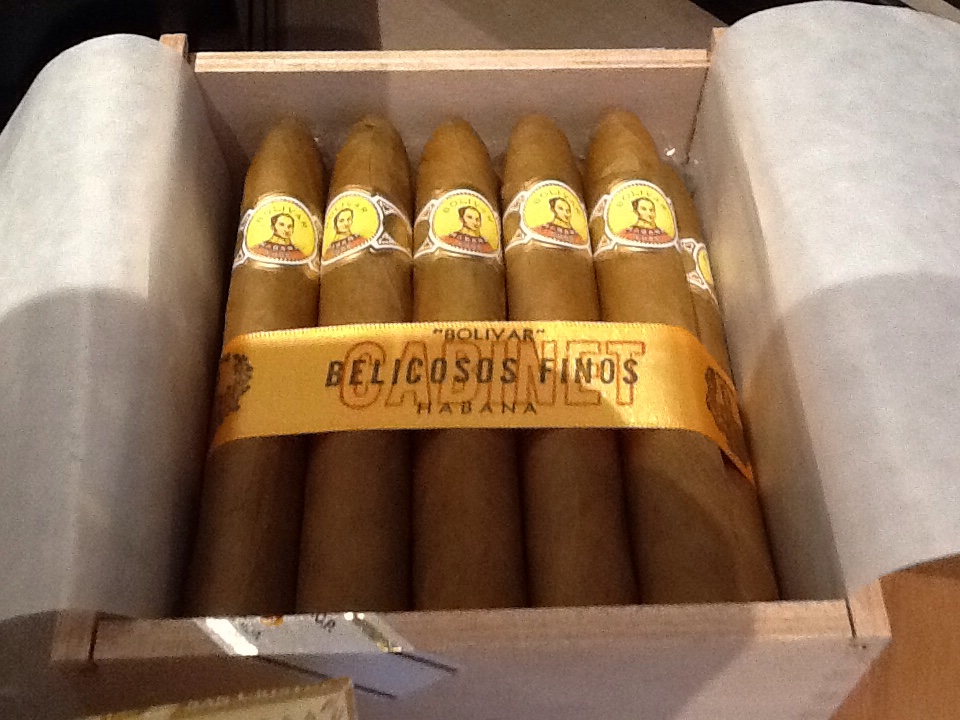 BOLIVAR
BOLIVAR
BOLIVAR
BOLIVAR
BOLIVAR
"BOLIVAR"
CABINET
BELICOSOS FINOS
HABANA